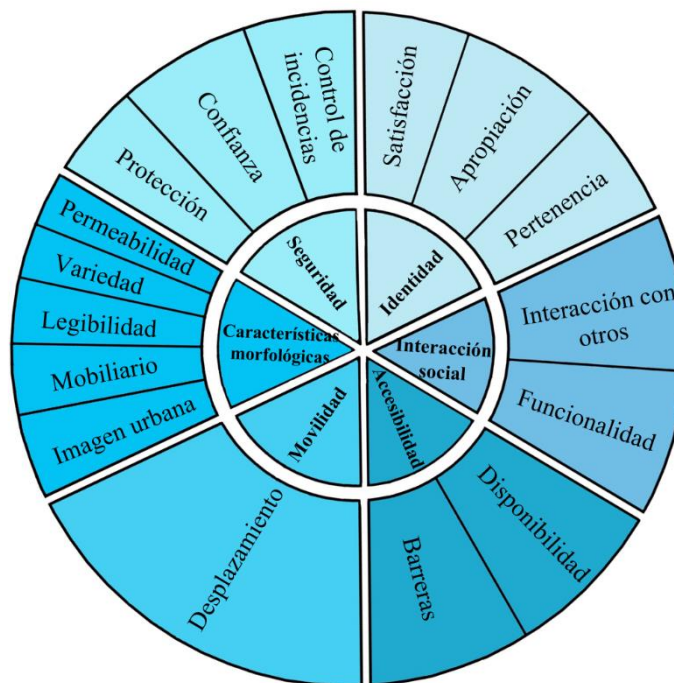 Control de
incidencias
Confianza
Protección
Seguridad
Satisfacción
Apropiación
Pertenencia
Identidad
Interacción con
otros
Funcionalidad
Interacción
social
Disponibilidad
Barreras
Accesibilidad
Desplazamiento
Movilidad
Permeabilidad
Variedad
Legibilidad
Mobiliario
Imagen urbana
Características
morfológicas